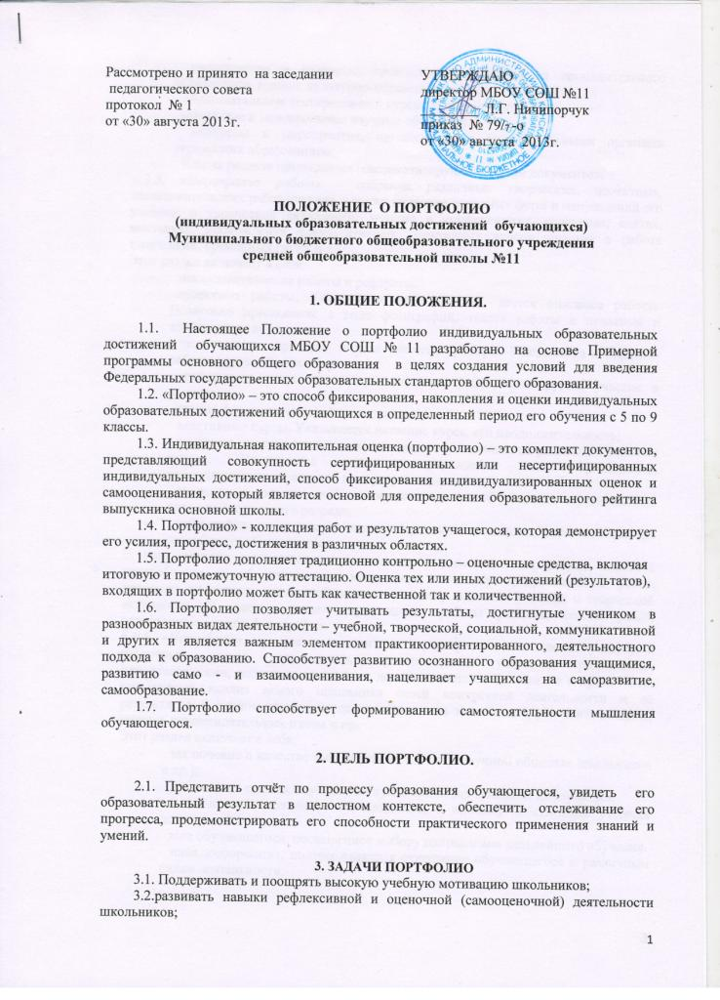 Рассмотрено и принято на заседании
педагогического совета
протокол № 1
от «30» августа 2013г.
УТВЕРЖДАЮ
директор МБОУ СОШ №11
Л.Г. Ничипорчук
приказ № 79/т-о
от «30» августа 2013г.
ПОЛОЖЕНИЕ О ПОРТФОЛИО
(индивидуальных образовательных достижений обучающихся)
Муниципального бюджетного общеобразовательного учреждения
средней общеобразовательной школы №11
1. ОБЩИЕ ПОЛОЖЕНИЯ.
1.1. Настоящее Положение о портфолио индивидуальных образовательных
достижений обучающихся МБОУ СОШ № 11 разработано на основе Примерной
программы основного общего образования в целях создания условий для введения
Федеральных государственных образовательных стандартов общего образования.
1.2. «Портфолио» – это способ фиксирования, накопления и оценки индивидуальных
образовательных достижений обучающихся в определенный период его обучения с 5 по 9
классы.
1.3. Индивидуальная накопительная оценка (портфолио) – это комплект документов,
представляющий совокупность сертифицированных или несертифицированных
индивидуальных достижений, способ фиксирования индивидуализированных оценок и
самооценивания, который является основой для определения образовательного рейтинга
выпускника основной школы.
1.4. Портфолио» - коллекция работ и результатов учащегося, которая демонстрирует
его усилия, прогресс, достижения в различных областях.
1.5. Портфолио дополняет традиционно контрольно – оценочные средства, включая
итоговую и промежуточную аттестацию. Оценка тех или иных достижений (результатов),
входящих в портфолио может быть как качественной так и количественной.
1.6. Портфолио позволяет учитывать результаты, достигнутые учеником в
разнообразных видах деятельности – учебной, творческой, социальной, коммуникативной
и других и является важным элементом практикоориентированного, деятельностного
подхода к образованию. Способствует развитию осознанного образования учащимися,
развитию само - и взаимооценивания, нацеливает учащихся на саморазвитие,
самообразование.
1.7. Портфолио способствует формированию самостоятельности мышления
обучающегося.
2. ЦЕЛЬ ПОРТФОЛИО.
2.1. Представить отчёт по процессу образования обучающегося, увидеть его
образовательный результат в целостном контексте, обеспечить отслеживание его
прогресса, продемонстрировать его способности практического применения знаний и
умений.
3. ЗАДАЧИ ПОРТФОЛИО
3.1. Поддерживать и поощрять высокую учебную мотивацию школьников;
3.2.развивать навыки рефлексивной и оценочной (самооценочной) деятельности
школьников;
1